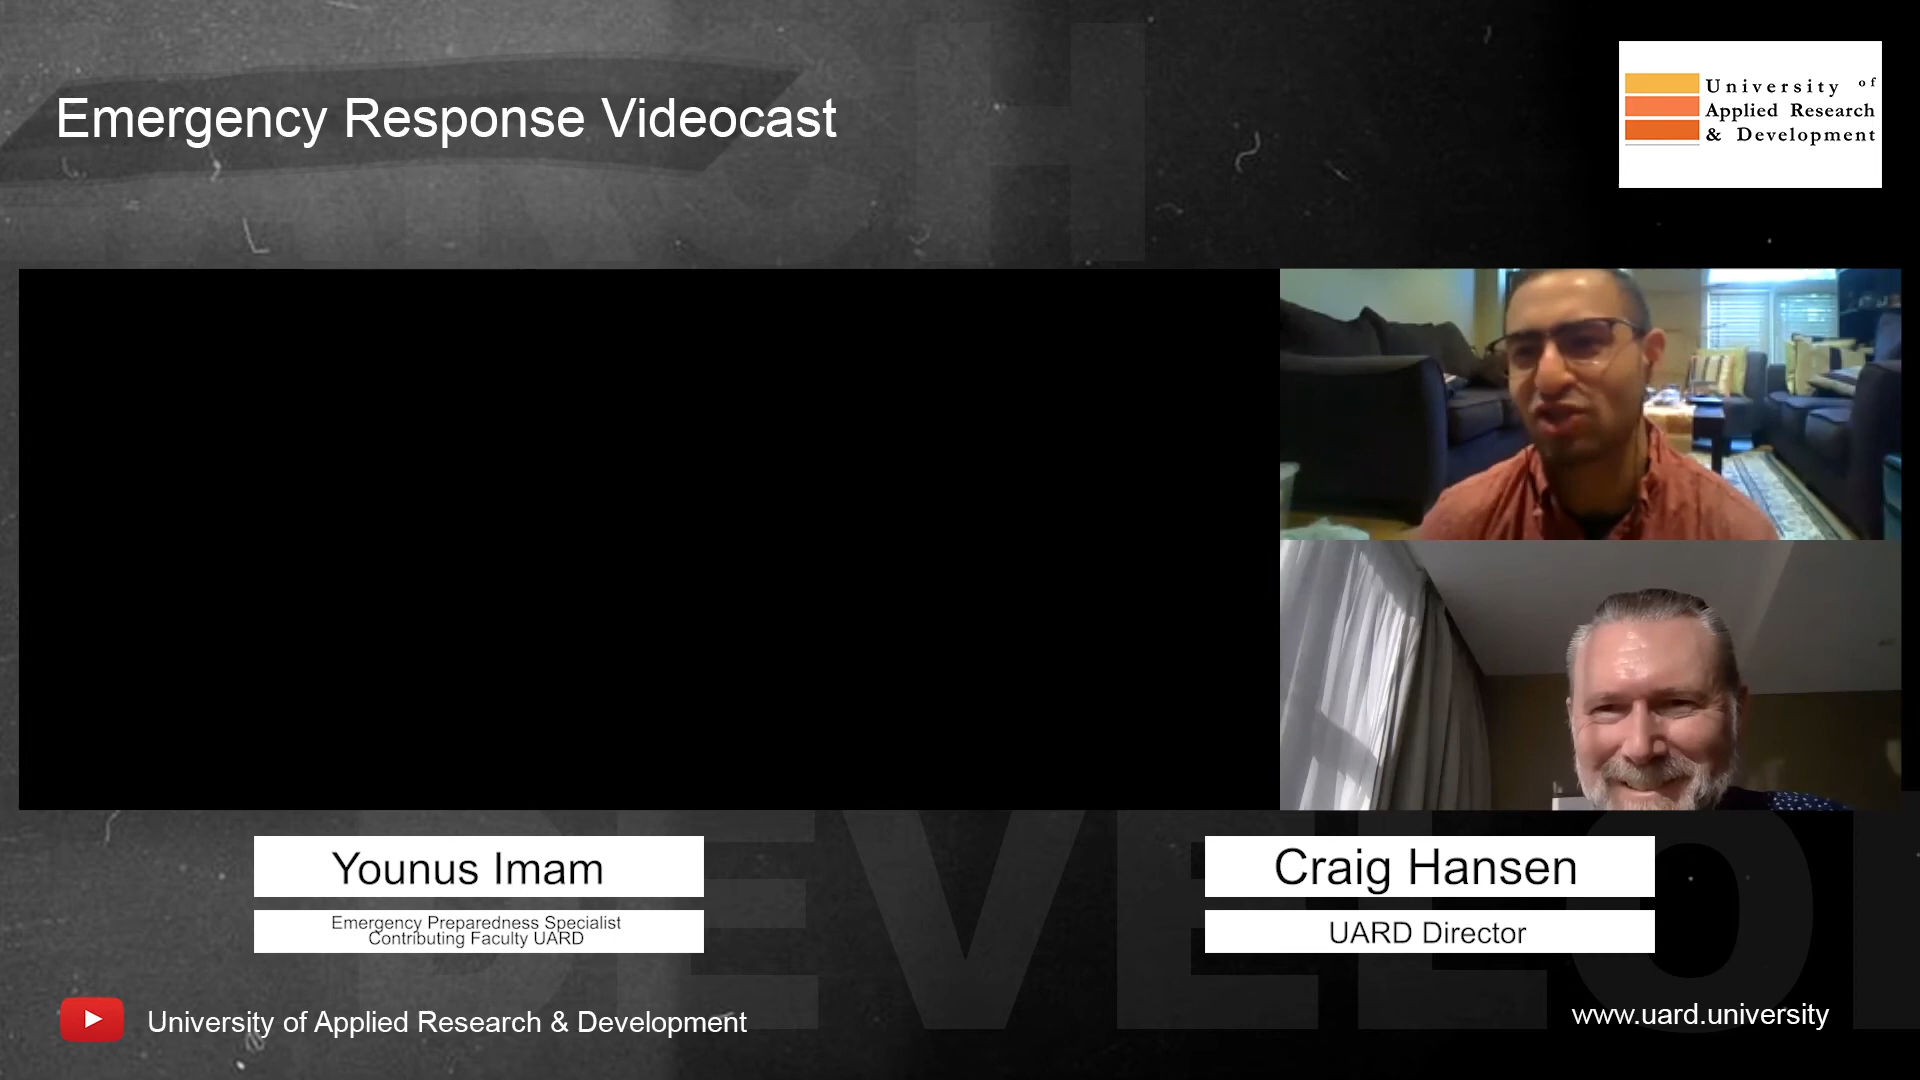 Emergency Response Videocast
University of
Applied Research
& Development
Younus Imam
Emergency Preparedness Specialist
Contributing Faculty UARD
Craig Hansen
UARD Director
University of Applied Research & Development
www.uard.university
DEVELO